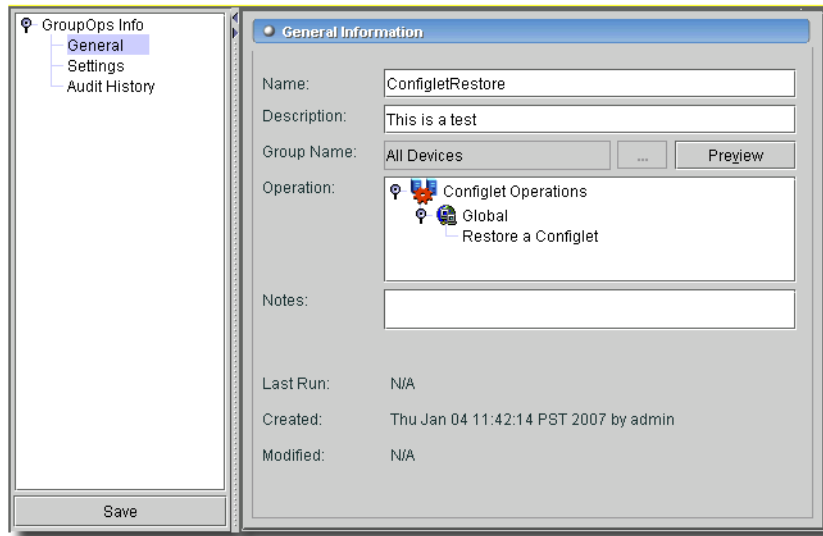 GroupOps Info
General
Settings
Audit History
Save
General Information
Name: ConfigletRestore
Description: This is a test
Group Name: All Devices ... Preview
Operation: Configlet Operations
Global
Restore a Configlet
Notes:
Last Run: N/A
Created: Thu Jan 04 11:42:14 PST 2007 by admin
Modified: N/A